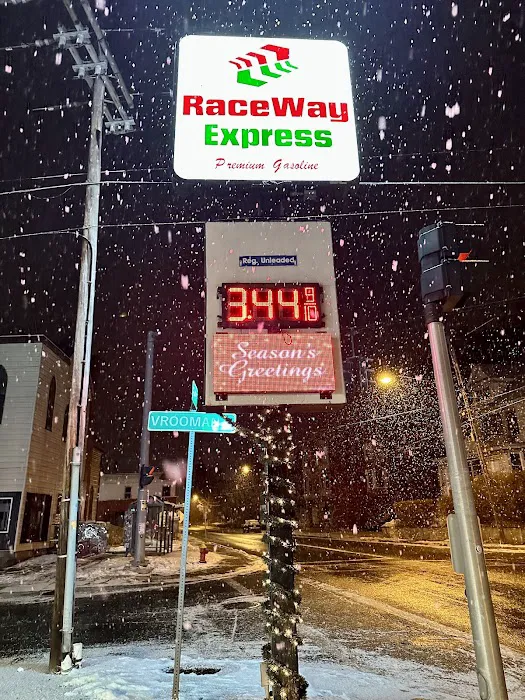 RaceWay
Express
Premium Gasoline
Reg. Unleaded
3.44 9/10
Season's
Greetings
VROOMAN